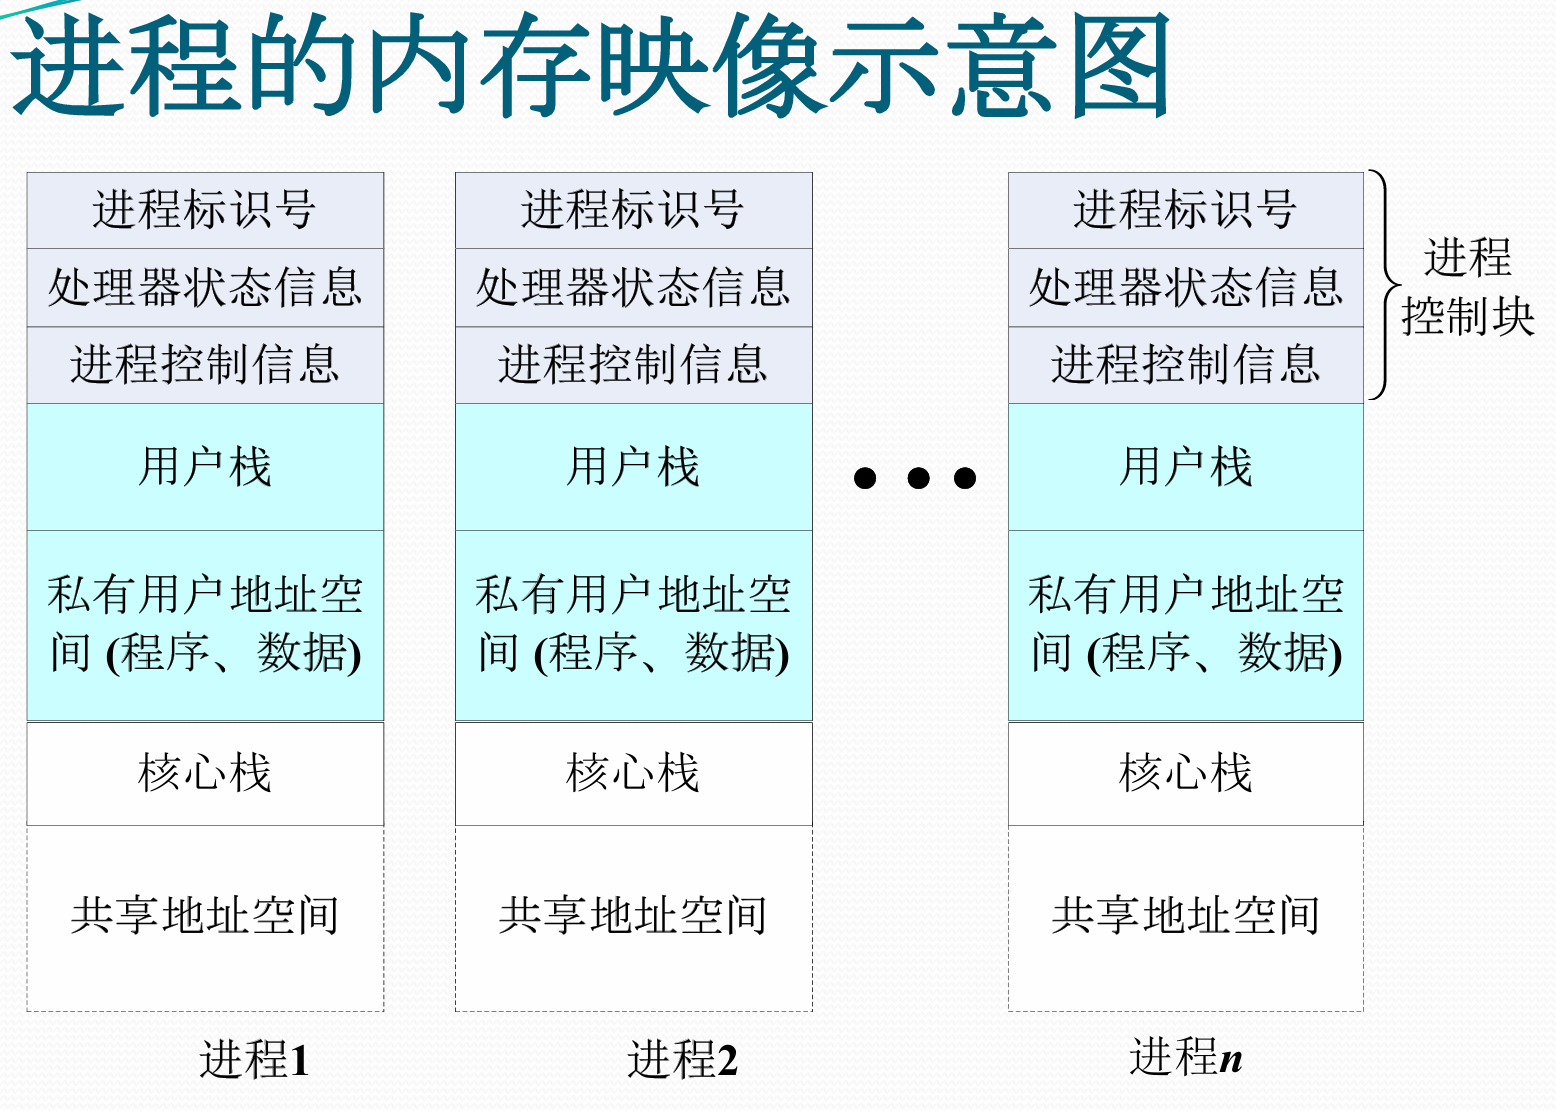 进程的内存映像示意图
进程标识号
处理器状态信息
进程控制信息
用户栈
私有用户地址空
间 (程序、数据)
核心栈
共享地址空间
进程1
进程标识号
处理器状态信息
进程控制信息
用户栈
私有用户地址空
间 (程序、数据)
核心栈
共享地址空间
进程2
进程标识号
处理器状态信息
进程控制信息
用户栈
私有用户地址空
间 (程序、数据)
核心栈
共享地址空间
进程n
进程
控制块